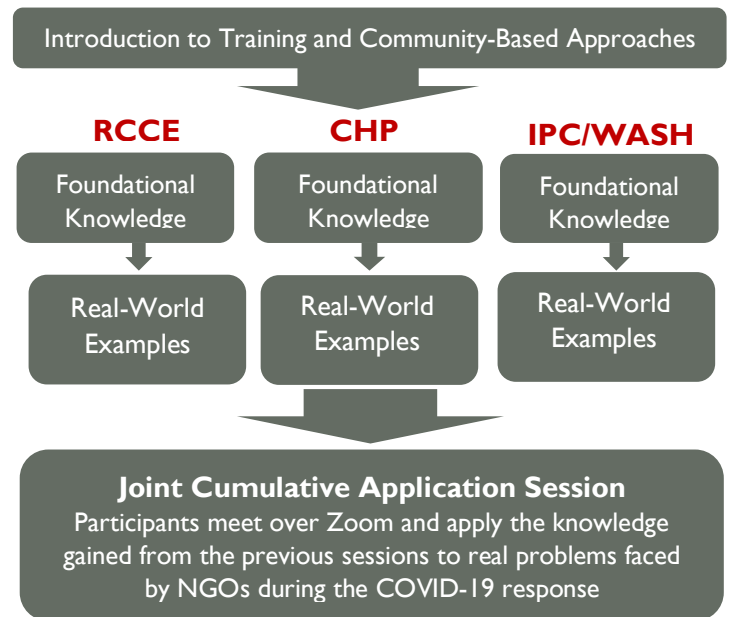 Introduction to Training and Community-Based Approaches
RCCE
CHP
IPC/WASH
Foundational
Knowledge
Foundational
Knowledge
Foundational
Knowledge
Real-World
Examples
Real-World
Examples
Real-World
Examples
Joint Cumulative Application Session
Participants meet over Zoom and apply the knowledge
gained from the previous sessions to real problems faced
by NGOs during the COVID-19 response